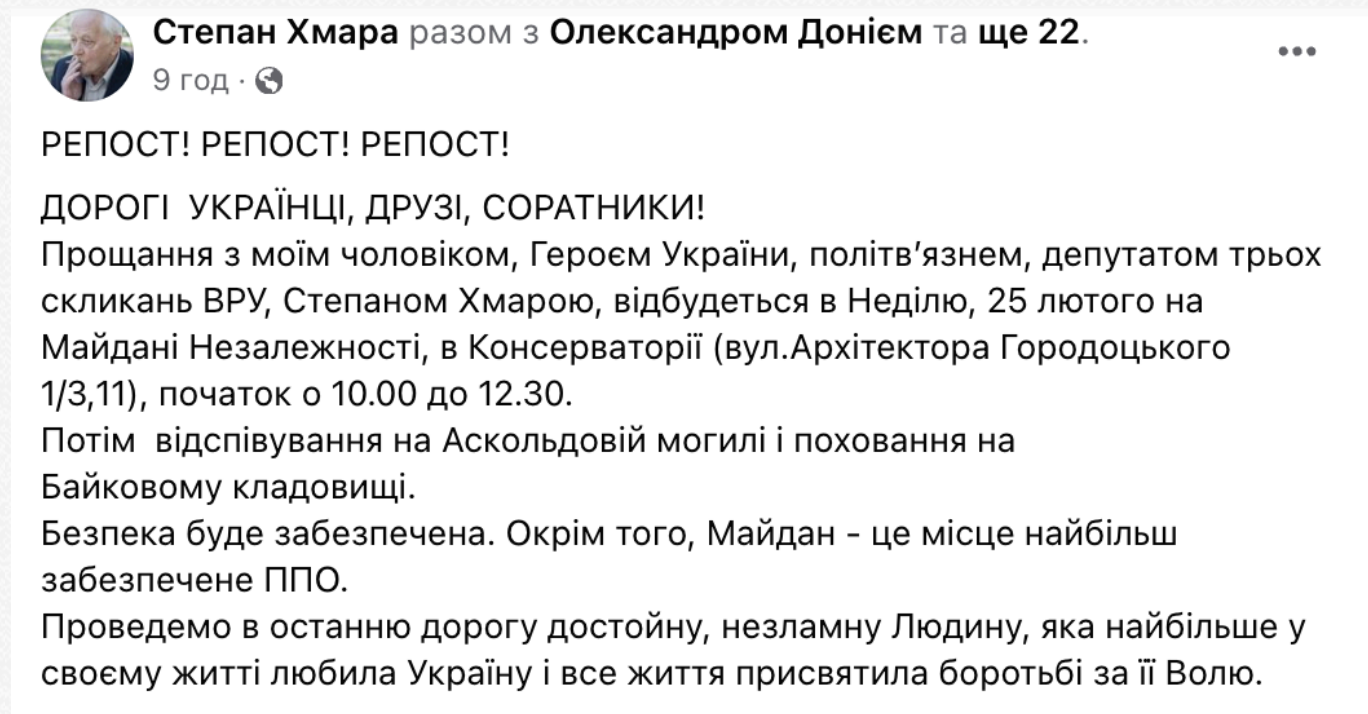 Степан Хмара разом з Олександром Донієм та ще 22.
9 год ·
РЕПОСТ! РЕПОСТ! РЕПОСТ!
ДОРОГІ  УКРАЇНЦІ, ДРУЗІ, СОРАТНИКИ!
Прощання з моїм чоловіком, Героєм України, політв’язнем, депутатом трьох
скликань ВРУ, Степаном Хмарою, відбудеться в Неділю, 25 лютого на
Майдані Незалежності, в Консерваторії (вул.Архітектора Городоцького
1/3,11), початок о 10.00 до 12.30.
Потім  відспівування на Аскольдовій могилі і поховання на
Байковому кладовищі.
Безпека буде забезпечена. Окрім того, Майдан - це місце найбільш
забезпечене ППО.
Проведемо в останню дорогу достойну, незламну Людину, яка найбільше у
своєму житті любила Україну і все життя присвятила боротьбі за її Волю.